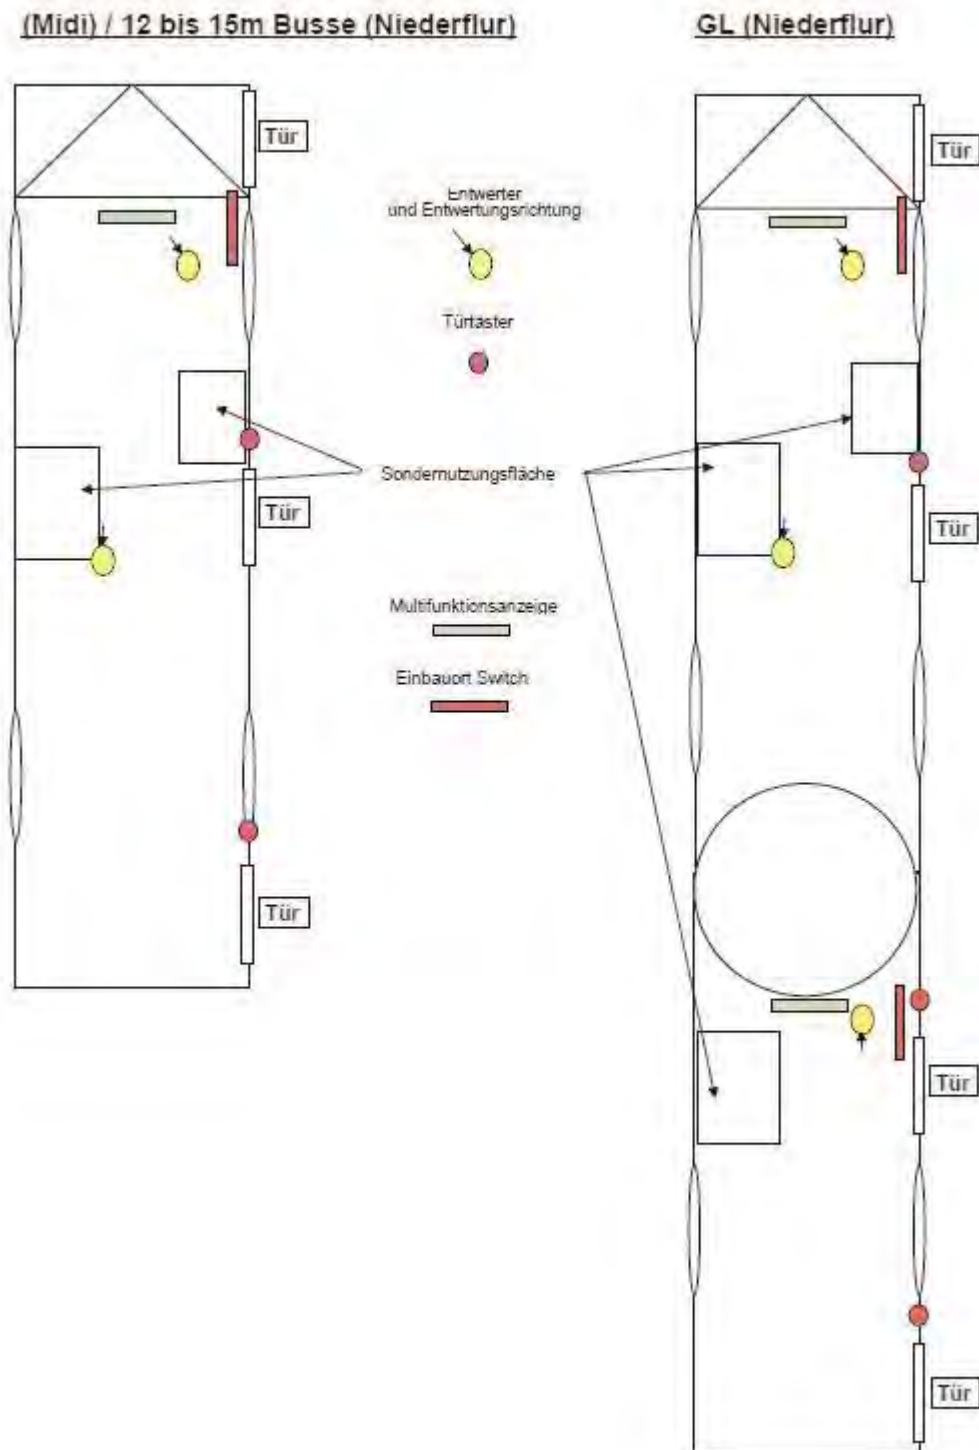 (Midi) / 12 bis 15m Busse (Niederflur)
GL (Niederflur)
Tür
Tür
Entwerter
und Entwertungsrichtung
Türtaster
Sondernutzungsfläche
Tür
Tür
Multifunktionsanzeige
Einbauort Switch
Tür
Tür
Tür